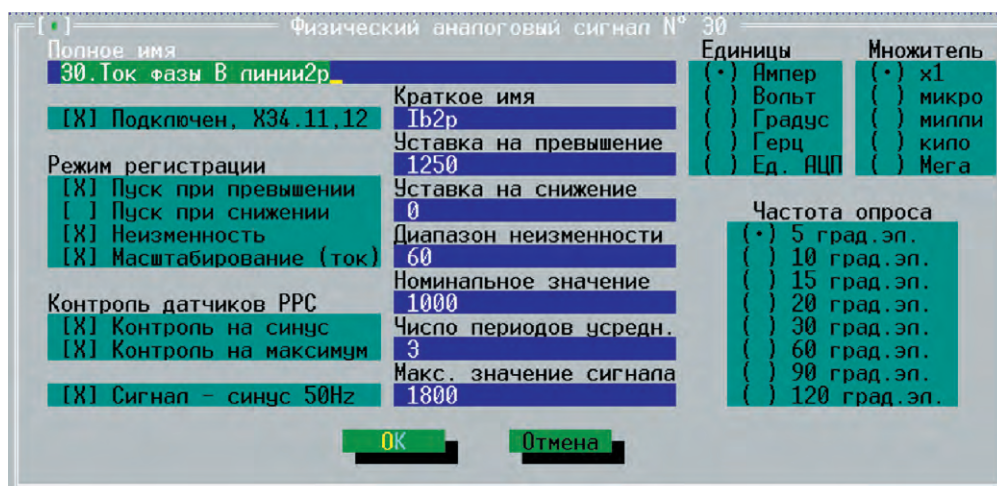 [•] Физический аналоговый сигнал N° 30
Полное имя
30.Ток фазы В линии2р
[X] Подключен, X34.11,12
Режим регистрации
[X] Пуск при превышении
[ ] Пуск при снижении
[X] Неизменность
[X] Масштабирование (ток)
Контроль датчиков РРС
[X] Контроль на синус
[X] Контроль на максимум
[X] Сигнал - синус 50Hz
Краткое имя
Ib2p
Уставка на превышение
1250
Уставка на снижение
0
Диапазон неизменности
60
Номинальное значение
1000
Число периодов усредн.
3
Макс. значение сигнала
1800
Единицы
(•) Ампер
( ) Вольт
( ) Градус
( ) Герц
( ) Ед. АЦП
Множитель
(•) x1
( ) микро
( ) милли
( ) кило
( ) Мега
Частота опроса
(•) 5 град.эл.
( ) 10 град.эл.
( ) 15 град.эл.
( ) 20 град.эл.
( ) 30 град.эл.
( ) 60 град.эл.
( ) 90 град.эл.
( ) 120 град.эл.
OK
Отмена